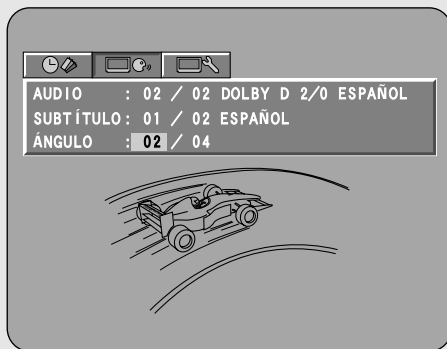 AUDIO : 02 / 02 DOLBY D 2/0 ESPAÑOL
SUBTÍTULO: 01 / 02 ESPAÑOL
ÁNGULO : 02 / 04